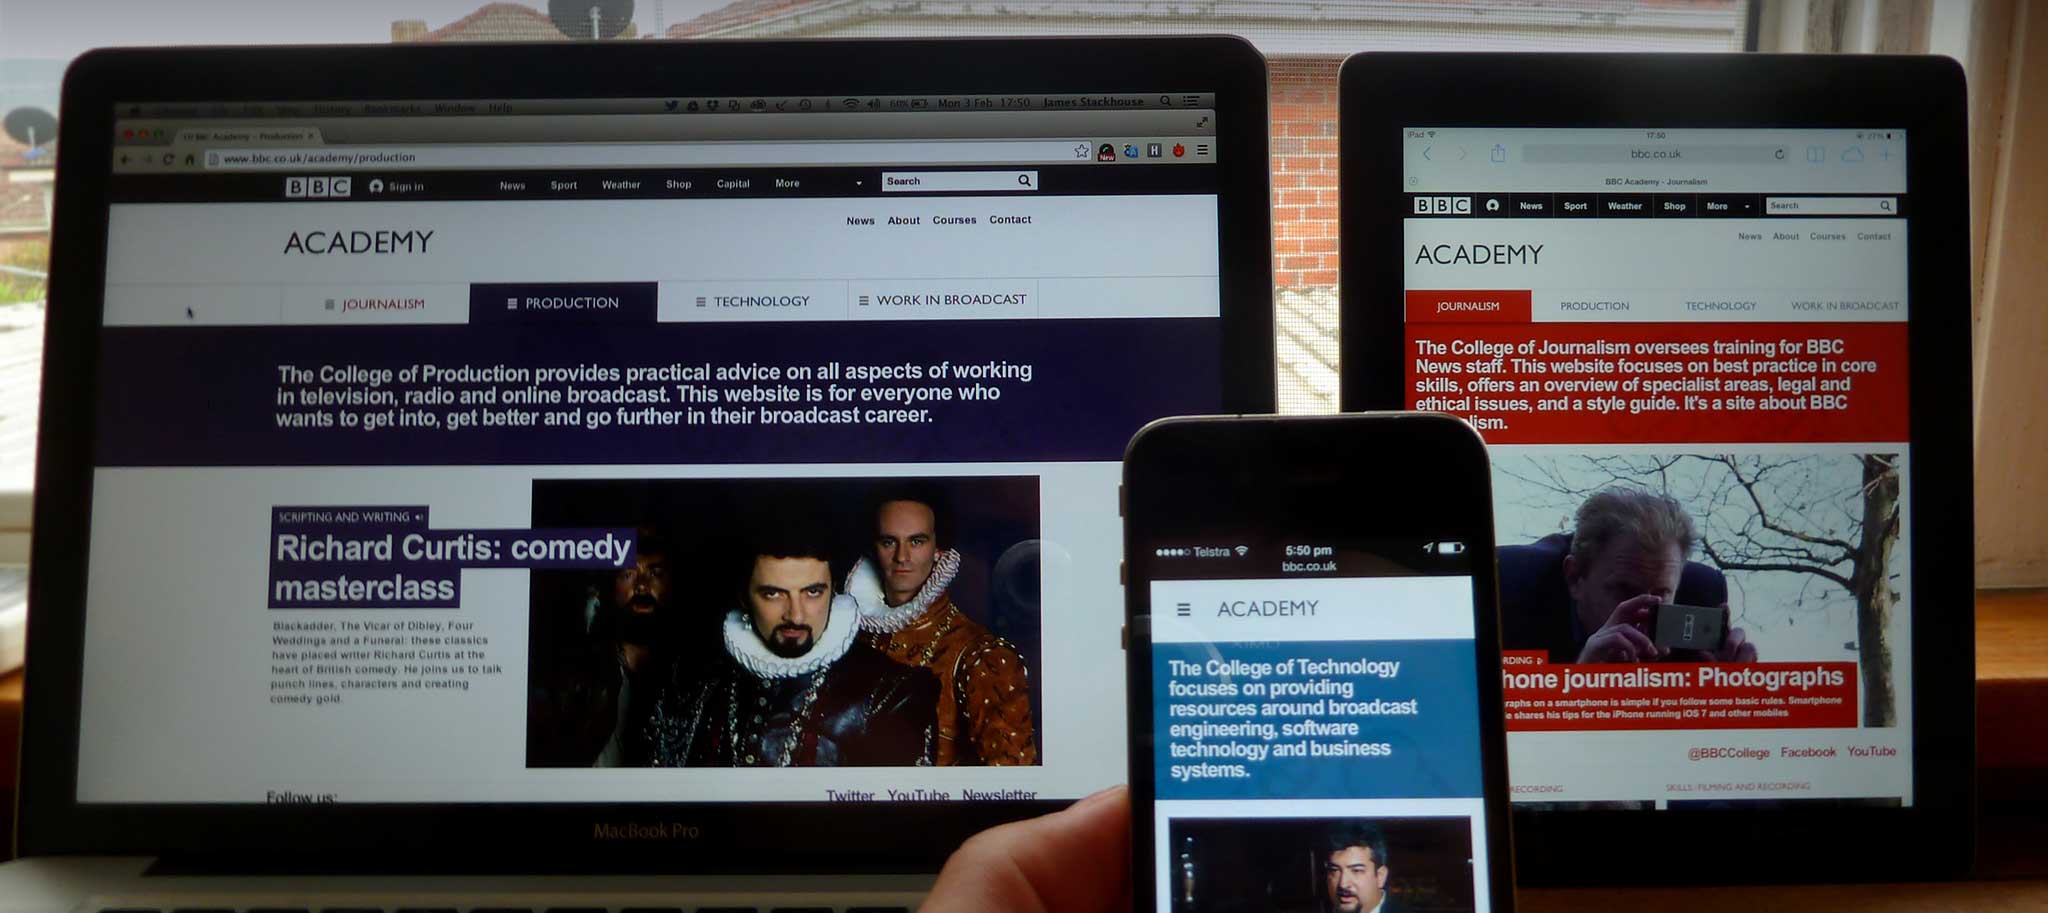 History Bookmarks Window Help
60% Mon 3 Feb 17:50 James Stackhouse
BBC Academy - Production
www.bbc.co.uk/academy/production
New
H
BBC Sign in News Sport Weather Shop Capital More Search
News About Courses Contact
ACADEMY
JOURNALISM PRODUCTION TECHNOLOGY WORK IN BROADCAST
The College of Production provides practical advice on all aspects of working
in television, radio and online broadcast. This website is for everyone who
wants to get into, get better and go further in their broadcast career.
SCRIPTING AND WRITING
Richard Curtis: comedy
masterclass
Blackadder, The Vicar of Dibley, Four
Weddings and a Funeral: these classics
have placed writer Richard Curtis at the
heart of British comedy. He joins us to talk
punch lines, characters and creating
comedy gold.
Follow us:
Twitter YouTube Newsletter
MacBook Pro
iPad 17:50 27%
bbc.co.uk
BBC Academy - Journalism
BBC News Sport Weather Shop More Search
News About Courses Contact
ACADEMY
JOURNALISM PRODUCTION TECHNOLOGY WORK IN BROADCAST
The College of Journalism oversees training for BBC
News staff. This website focuses on best practice in core
skills, offers an overview of specialist areas, legal and
ethical issues, and a style guide. It's a site about BBC
lism.
RDING
hone journalism: Photographs
raphs on a smartphone is simple if you follow some basic rules. Smartphone
e shares his tips for the iPhone running iOS 7 and other mobiles
@BBCCollege Facebook YouTube
RECORDING
SKILLS: FILMING AND RECORDING
Telstra 5:50 pm
bbc.co.uk
ACADEMY
The College of Technology
focuses on providing
resources around broadcast
engineering, software
technology and business
systems.